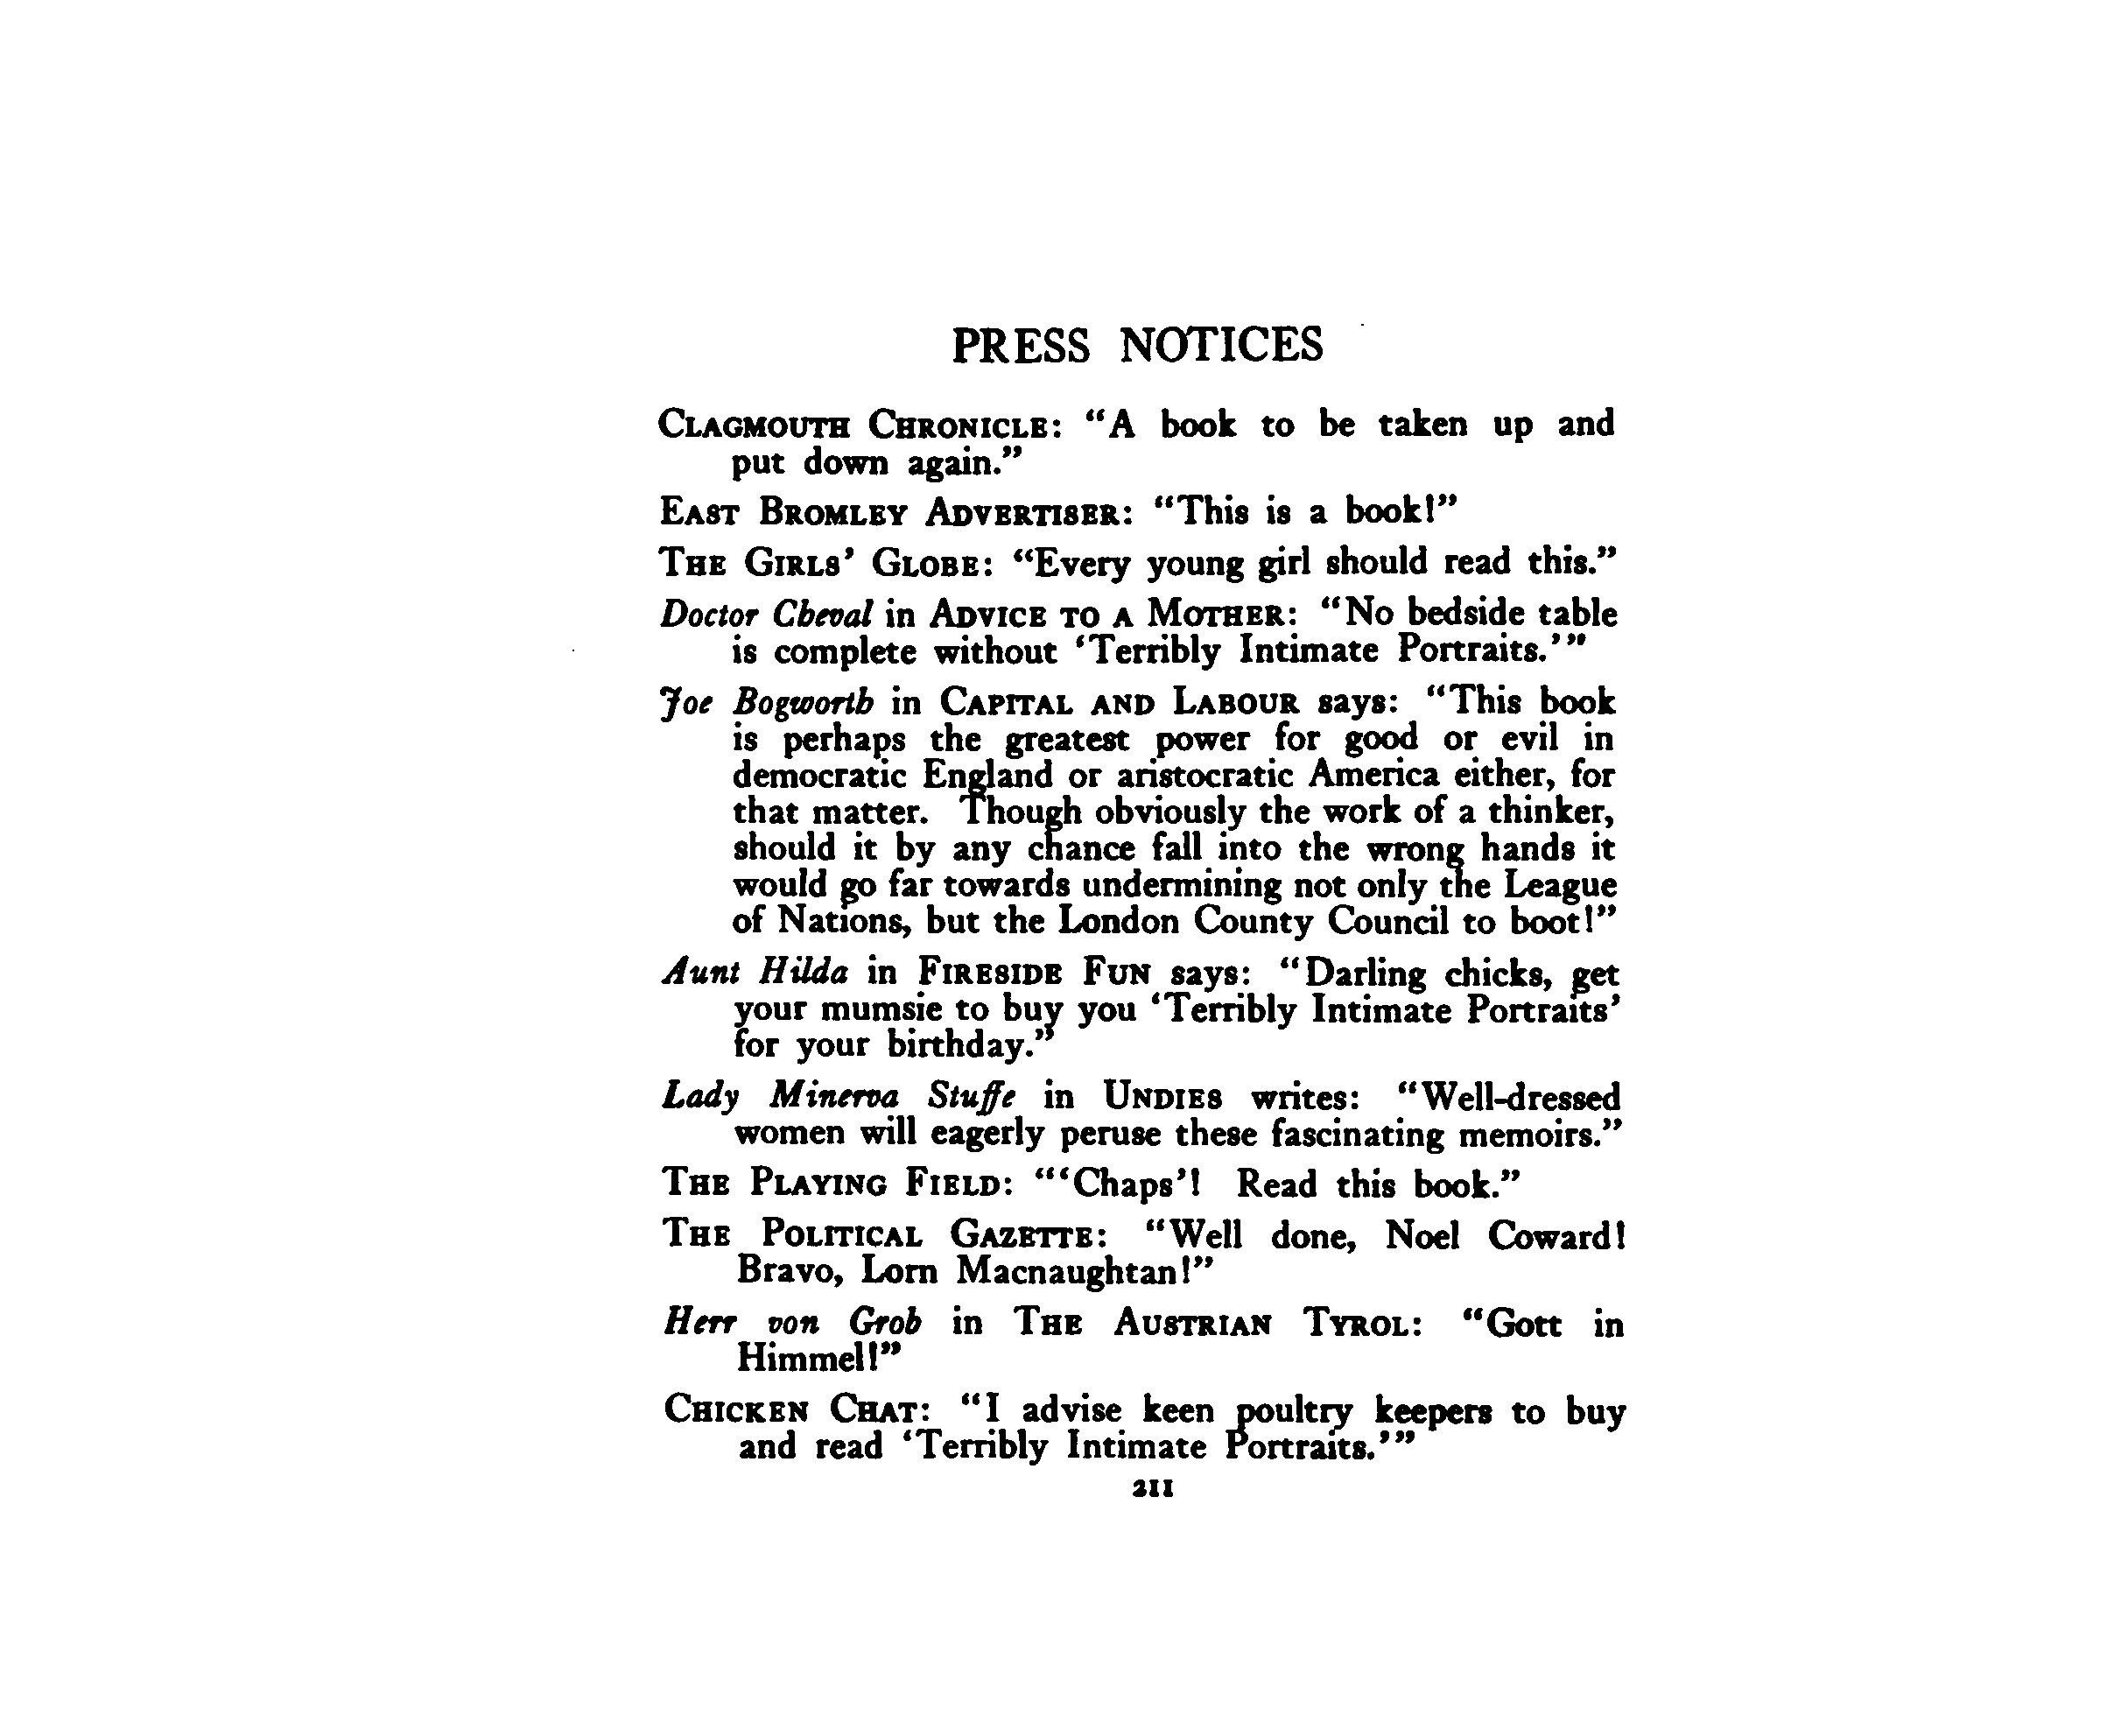 PRESS NOTICES
CLAGMOUTH CHRONICLE: “A book to be taken up and
put down again.”
EAST BROMLEY ADVERTISER: “This is a book!”
THE GIRLS’ GLOBE: “Every young girl should read this.”
Doctor Cheval in ADVICE TO A MOTHER: “No bedside table
is complete without ‘Terribly Intimate Portraits.’”
Joe Bogworth in CAPITAL AND LABOUR says: “This book
is perhaps the greatest power for good or evil in
democratic England or aristocratic America either, for
that matter. Though obviously the work of a thinker,
should it by any chance fall into the wrong hands it
would go far towards undermining not only the League
of Nations, but the London County Council to boot!”
Aunt Hilda in FIRESIDE FUN says: “Darling chicks, get
your mumsie to buy you ‘Terribly Intimate Portraits’
for your birthday.”
Lady Minerva Stuffe in UNDIES writes: “Well-dressed
women will eagerly peruse these fascinating memoirs.”
THE PLAYING FIELD: “‘Chaps’! Read this book.”
THE POLITICAL GAZETTE: “Well done, Noel Coward!
Bravo, Lorn Macnaughtan!”
Herr von Grob in THE AUSTRIAN TYROL: “Gott in
Himmel!”
CHICKEN CHAT: “I advise keen poultry keepers to buy
and read ‘Terribly Intimate Portraits.’”
211